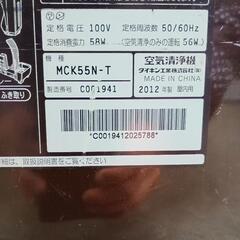 定格電圧 100V 定格周波数 50/60Hz
定格消費電力 58W (空気清浄のみの運転 56W)
機種 MCK55N-T
空気清浄機
ダイキン工業株式会社
製造番号 C001941
2012年製 屋内用
ふき取り
*C0019412025788*